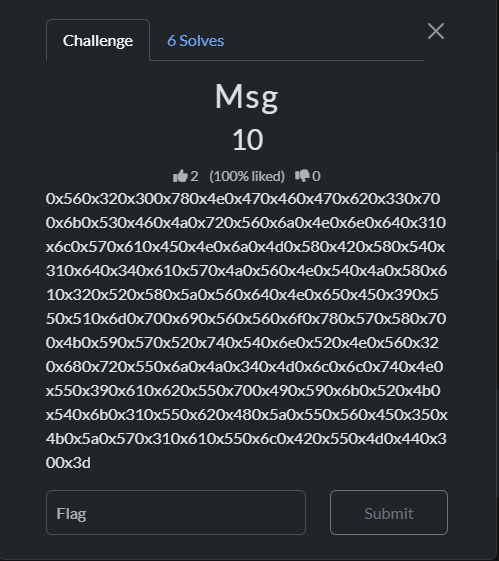 Challenge
6 Solves
Msg
10
2 (100% liked) 0
0x560x320x300x780x4e0x470x460x470x620x330x70
0x6b0x530x460x4a0x720x560x6a0x4e0x6e0x640x310
x6c0x570x610x450x4e0x6a0x4d0x580x420x580x540x
310x640x340x610x570x4a0x560x4e0x540x4a0x580x6
10x320x520x580x5a0x560x640x4e0x650x450x390x5
50x510x6d0x700x690x560x560x6f0x780x570x580x70
0x4b0x590x570x520x740x540x6e0x520x4e0x560x32
0x680x720x550x6a0x4a0x340x4d0x6c0x6c0x740x4e0
x550x390x610x620x550x700x490x590x6b0x520x4b0
x540x6b0x310x550x620x480x5a0x550x560x450x350x
4b0x5a0x570x310x610x550x6c0x420x550x4d0x440x3
00x3d
Flag
Submit